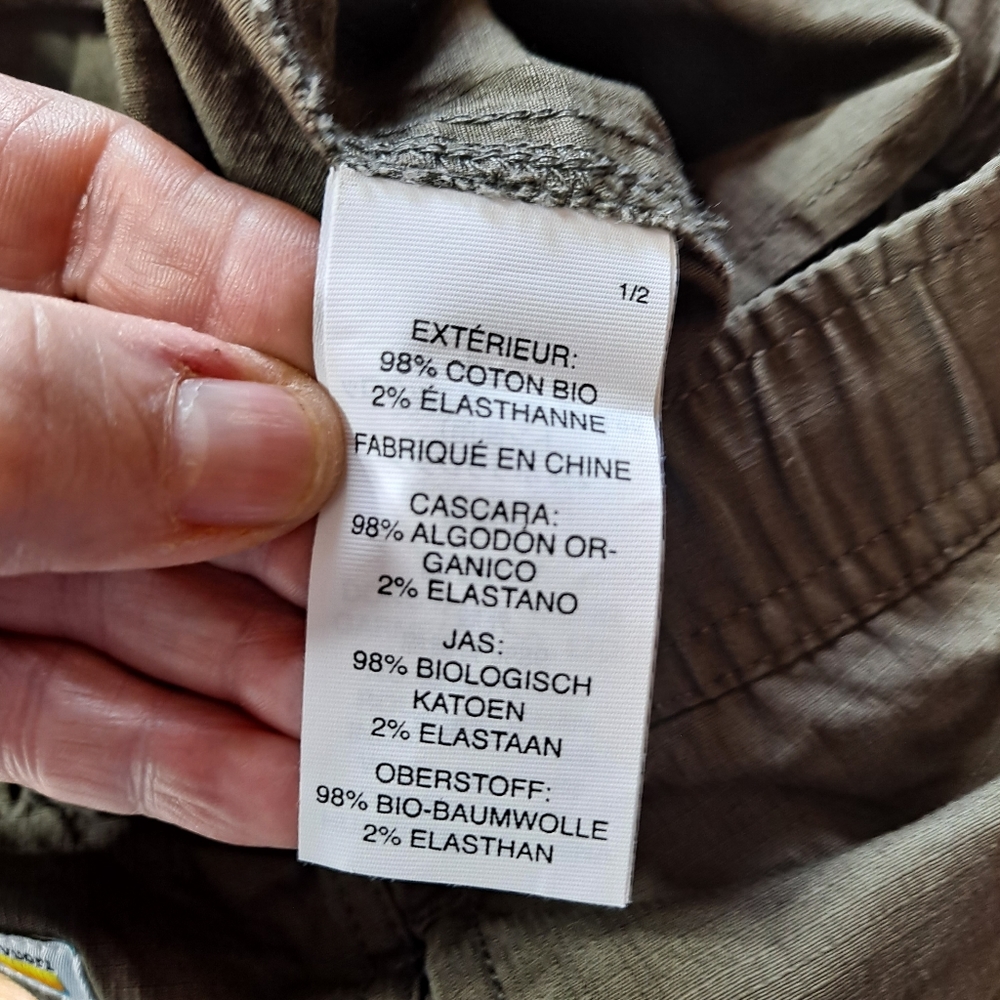 1/2
EXTÉRIEUR:
98% COTON BIO
2% ÉLASTHANNE
FABRIQUÉ EN CHINE
CASCARA:
98% ALGODÓN OR-
GANICO
2% ELASTANO
JAS:
98% BIOLOGISCH
KATOEN
2% ELASTAAN
OBERSTOFF:
98% BIO-BAUMWOLLE
2% ELASTHAN